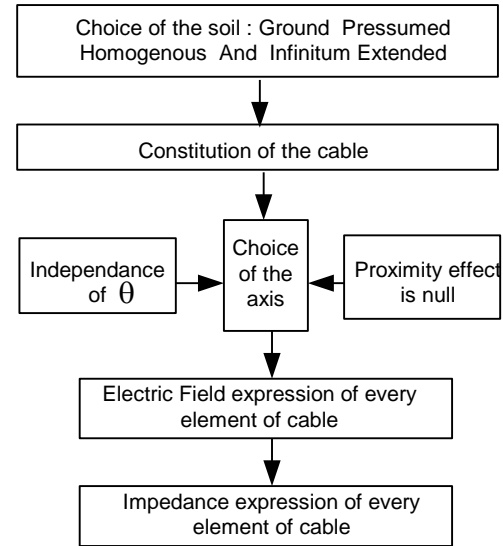 Choice of the soil : Ground Pressumed
Homogenous And Infinitum Extended
Constitution of the cable
Independance
of θ
Choice
of the
axis
Proximity effect
is null
Electric Field expression of every
element of cable
Impedance expression of every
element of cable